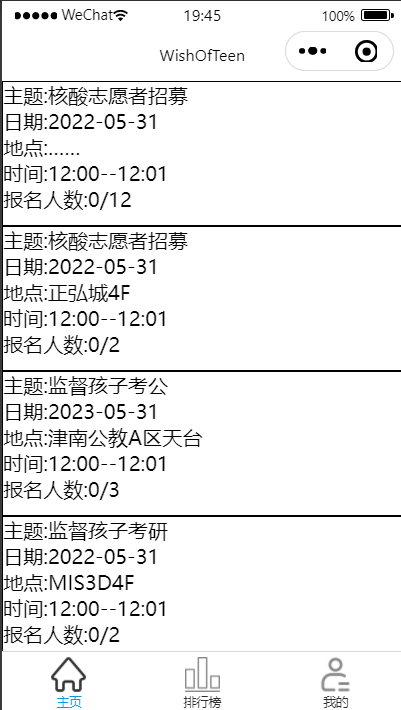 WeChat 19:45 100%
WishOfTeen
主题:核酸志愿者招募
日期:2022-05-31
地点:......
时间:12:00--12:01
报名人数:0/12
主题:核酸志愿者招募
日期:2022-05-31
地点:正弘城4F
时间:12:00--12:01
报名人数:0/2
主题:监督孩子考公
日期:2023-05-31
地点:津南公教A区天台
时间:12:00--12:01
报名人数:0/3
主题:监督孩子考研
日期:2022-05-31
地点:MIS3D4F
时间:12:00--12:01
报名人数:0/2
主页 排行榜 我的